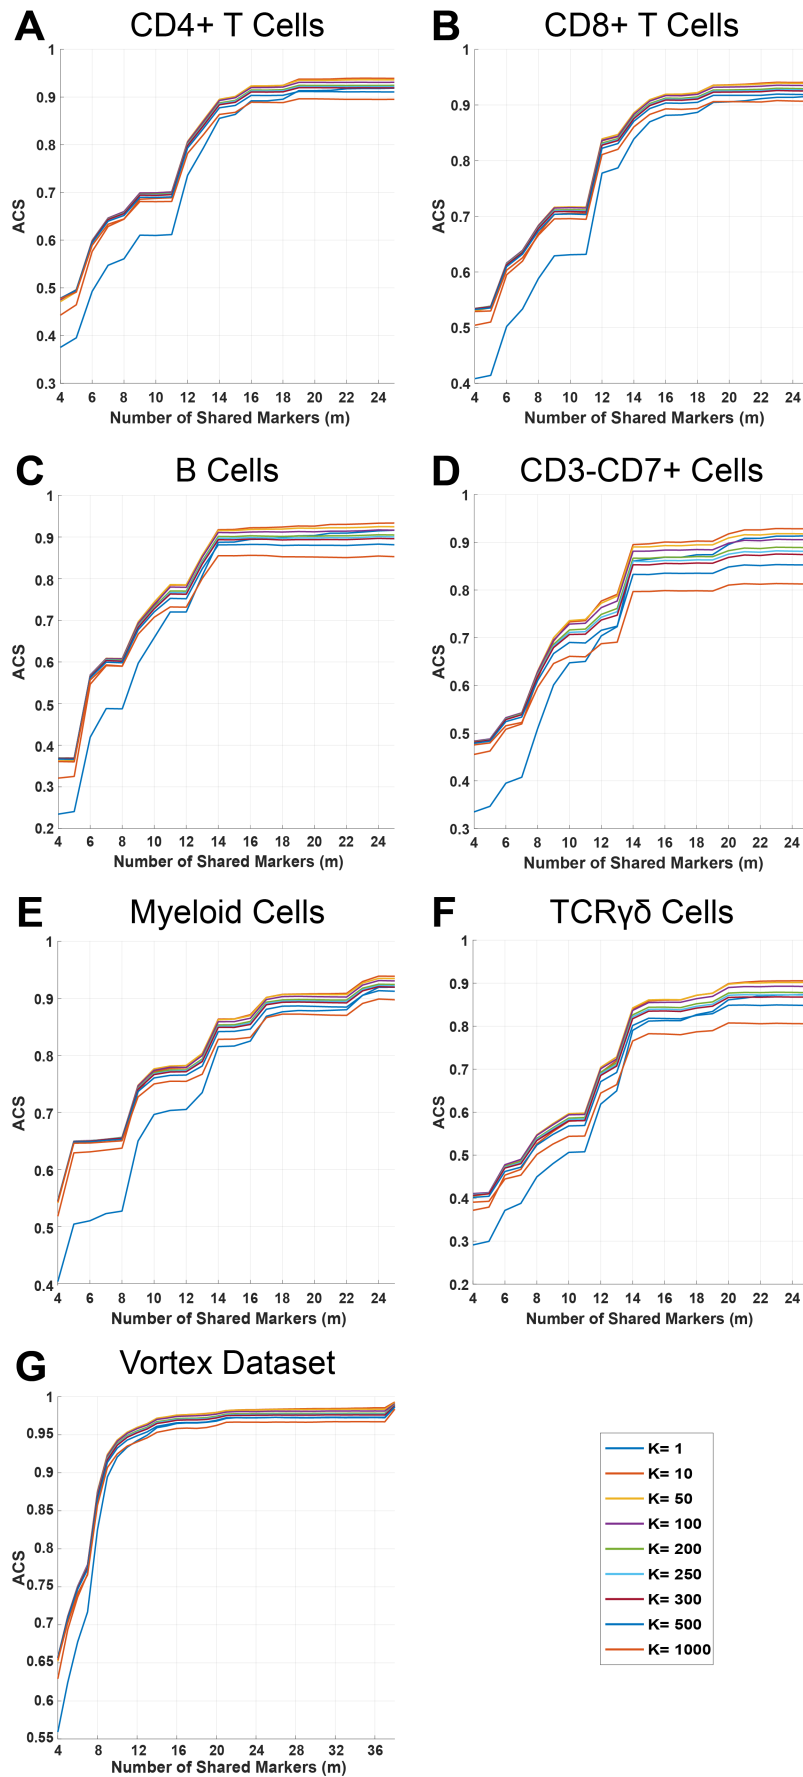 A CD4+ T Cells
1
0.9
0.8
0.7
0.6
0.5
0.4
0.3
ACS
4 6 8 10 12 14 16 18 20 22 24
Number of Shared Markers (m)
B CD8+ T Cells
1
0.9
0.8
0.7
0.6
0.5
0.4
ACS
4 6 8 10 12 14 16 18 20 22 24
Number of Shared Markers (m)
C B Cells
1
0.9
0.8
0.7
0.6
0.5
0.4
0.3
0.2
ACS
4 6 8 10 12 14 16 18 20 22 24
Number of Shared Markers (m)
D CD3-CD7+ Cells
1
0.9
0.8
0.7
0.6
0.5
0.4
0.3
ACS
4 6 8 10 12 14 16 18 20 22 24
Number of Shared Markers (m)
E Myeloid Cells
1
0.9
0.8
0.7
0.6
0.5
0.4
ACS
4 6 8 10 12 14 16 18 20 22 24
Number of Shared Markers (m)
F TCRγδ Cells
1
0.9
0.8
0.7
0.6
0.5
0.4
0.3
0.2
ACS
4 6 8 10 12 14 16 18 20 22 24
Number of Shared Markers (m)
G Vortex Dataset
1
0.95
0.9
0.85
0.8
0.75
0.7
0.65
0.6
0.55
ACS
4 8 12 16 20 24 28 32 36
Number of Shared Markers (m)
K= 1
K= 10
K= 50
K= 100
K= 200
K= 250
K= 300
K= 500
K= 1000